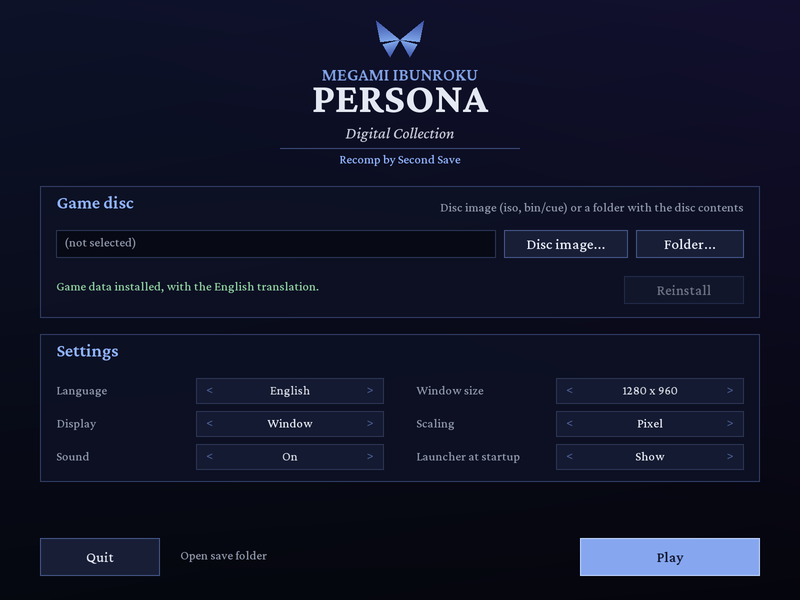 MEGAMI IBUNROKU
PERSONA
Digital Collection
Recomp by Second Save
Game disc
Disc image (iso, bin/cue) or a folder with the disc contents
(not selected)
Disc image...
Folder...
Game data installed, with the English translation.
Reinstall
Settings
Language < English >
Window size < 1280 x 960 >
Display < Window >
Scaling < Pixel >
Sound < On >
Launcher at startup < Show >
Quit
Open save folder
Play